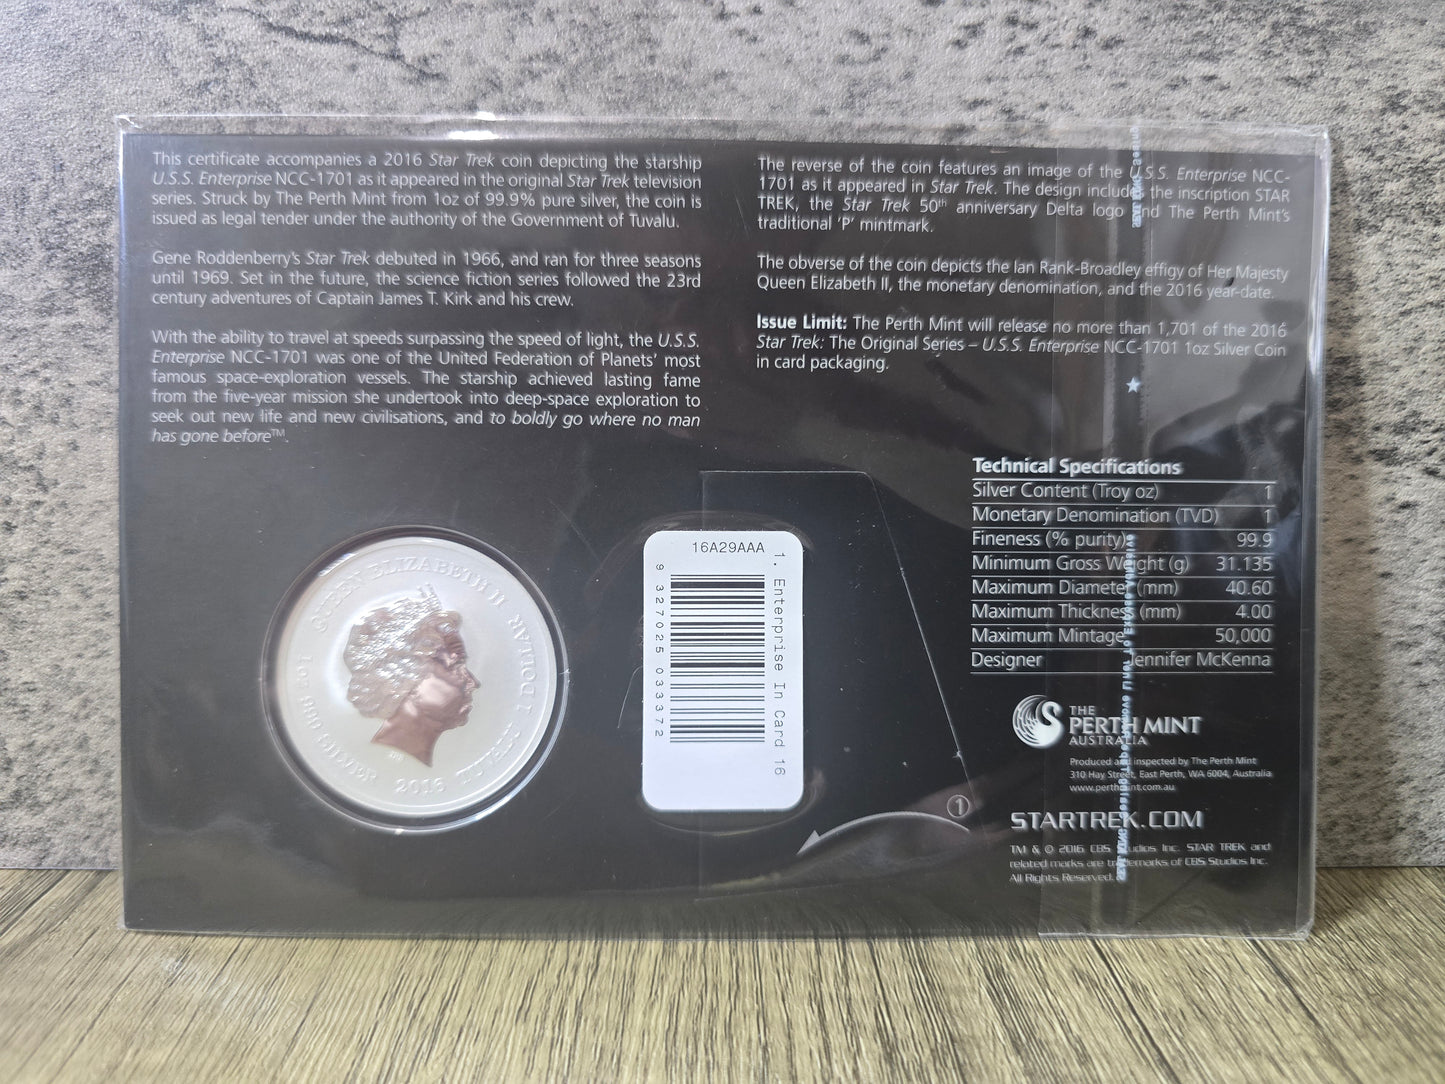 This certificate accompanies a 2016 Star Trek coin depicting the starship
U.S.S. Enterprise NCC-1701 as it appeared in the original Star Trek television
series. Struck by The Perth Mint from 1oz of 99.9% pure silver, the coin is
issued as legal tender under the authority of the Government of Tuvalu.
Gene Roddenberry's Star Trek debuted in 1966, and ran for three seasons
until 1969. Set in the future, the science fiction series followed the 23rd
century adventures of Captain James T. Kirk and his crew.
With the ability to travel at speeds surpassing the speed of light, the U.S.S.
Enterprise NCC-1701 was one of the United Federation of Planets' most
famous space-exploration vessels. The starship achieved lasting fame
from the five-year mission she undertook into deep-space exploration to
seek out new life and new civilisations, and to boldly go where no man
has gone before™.
The reverse of the coin features an image of the U.S.S. Enterprise NCC-
1701 as it appeared in Star Trek. The design includes the inscription STAR
TREK, the Star Trek 50th anniversary Delta logo and The Perth Mint's
traditional 'P' mintmark.
The obverse of the coin depicts the Ian Rank-Broadley effigy of Her Majesty
Queen Elizabeth II, the monetary denomination, and the 2016 year-date.
Issue Limit: The Perth Mint will release no more than 1,701 of the 2016
Star Trek: The Original Series – U.S.S. Enterprise NCC-1701 1oz Silver Coin
in card packaging.
Technical Specifications
Silver Content (Troy oz) 1
Monetary Denomination (TVD) 1
Fineness (% purity) 99.9
Minimum Gross Weight (g) 31.135
Maximum Diameter (mm) 40.60
Maximum Thickness (mm) 4.00
Maximum Mintage 50,000
Designer Jennifer McKenna
QUEEN ELIZABETH II 1 DOLLAR
1 oz 999 SILVER 2016 TUVALU
16A29AAA
9 327025 033372
1. Enterprise In Card 16
1
THE
PERTH MINT
AUSTRALIA
Produced and inspected by The Perth Mint
310 Hay Street, East Perth, WA 6004, Australia
www.perthmint.com.au
STARTREK.COM
TM & © 2016 CBS Studios Inc. STAR TREK and
related marks are trademarks of CBS Studios Inc.
All Rights Reserved.